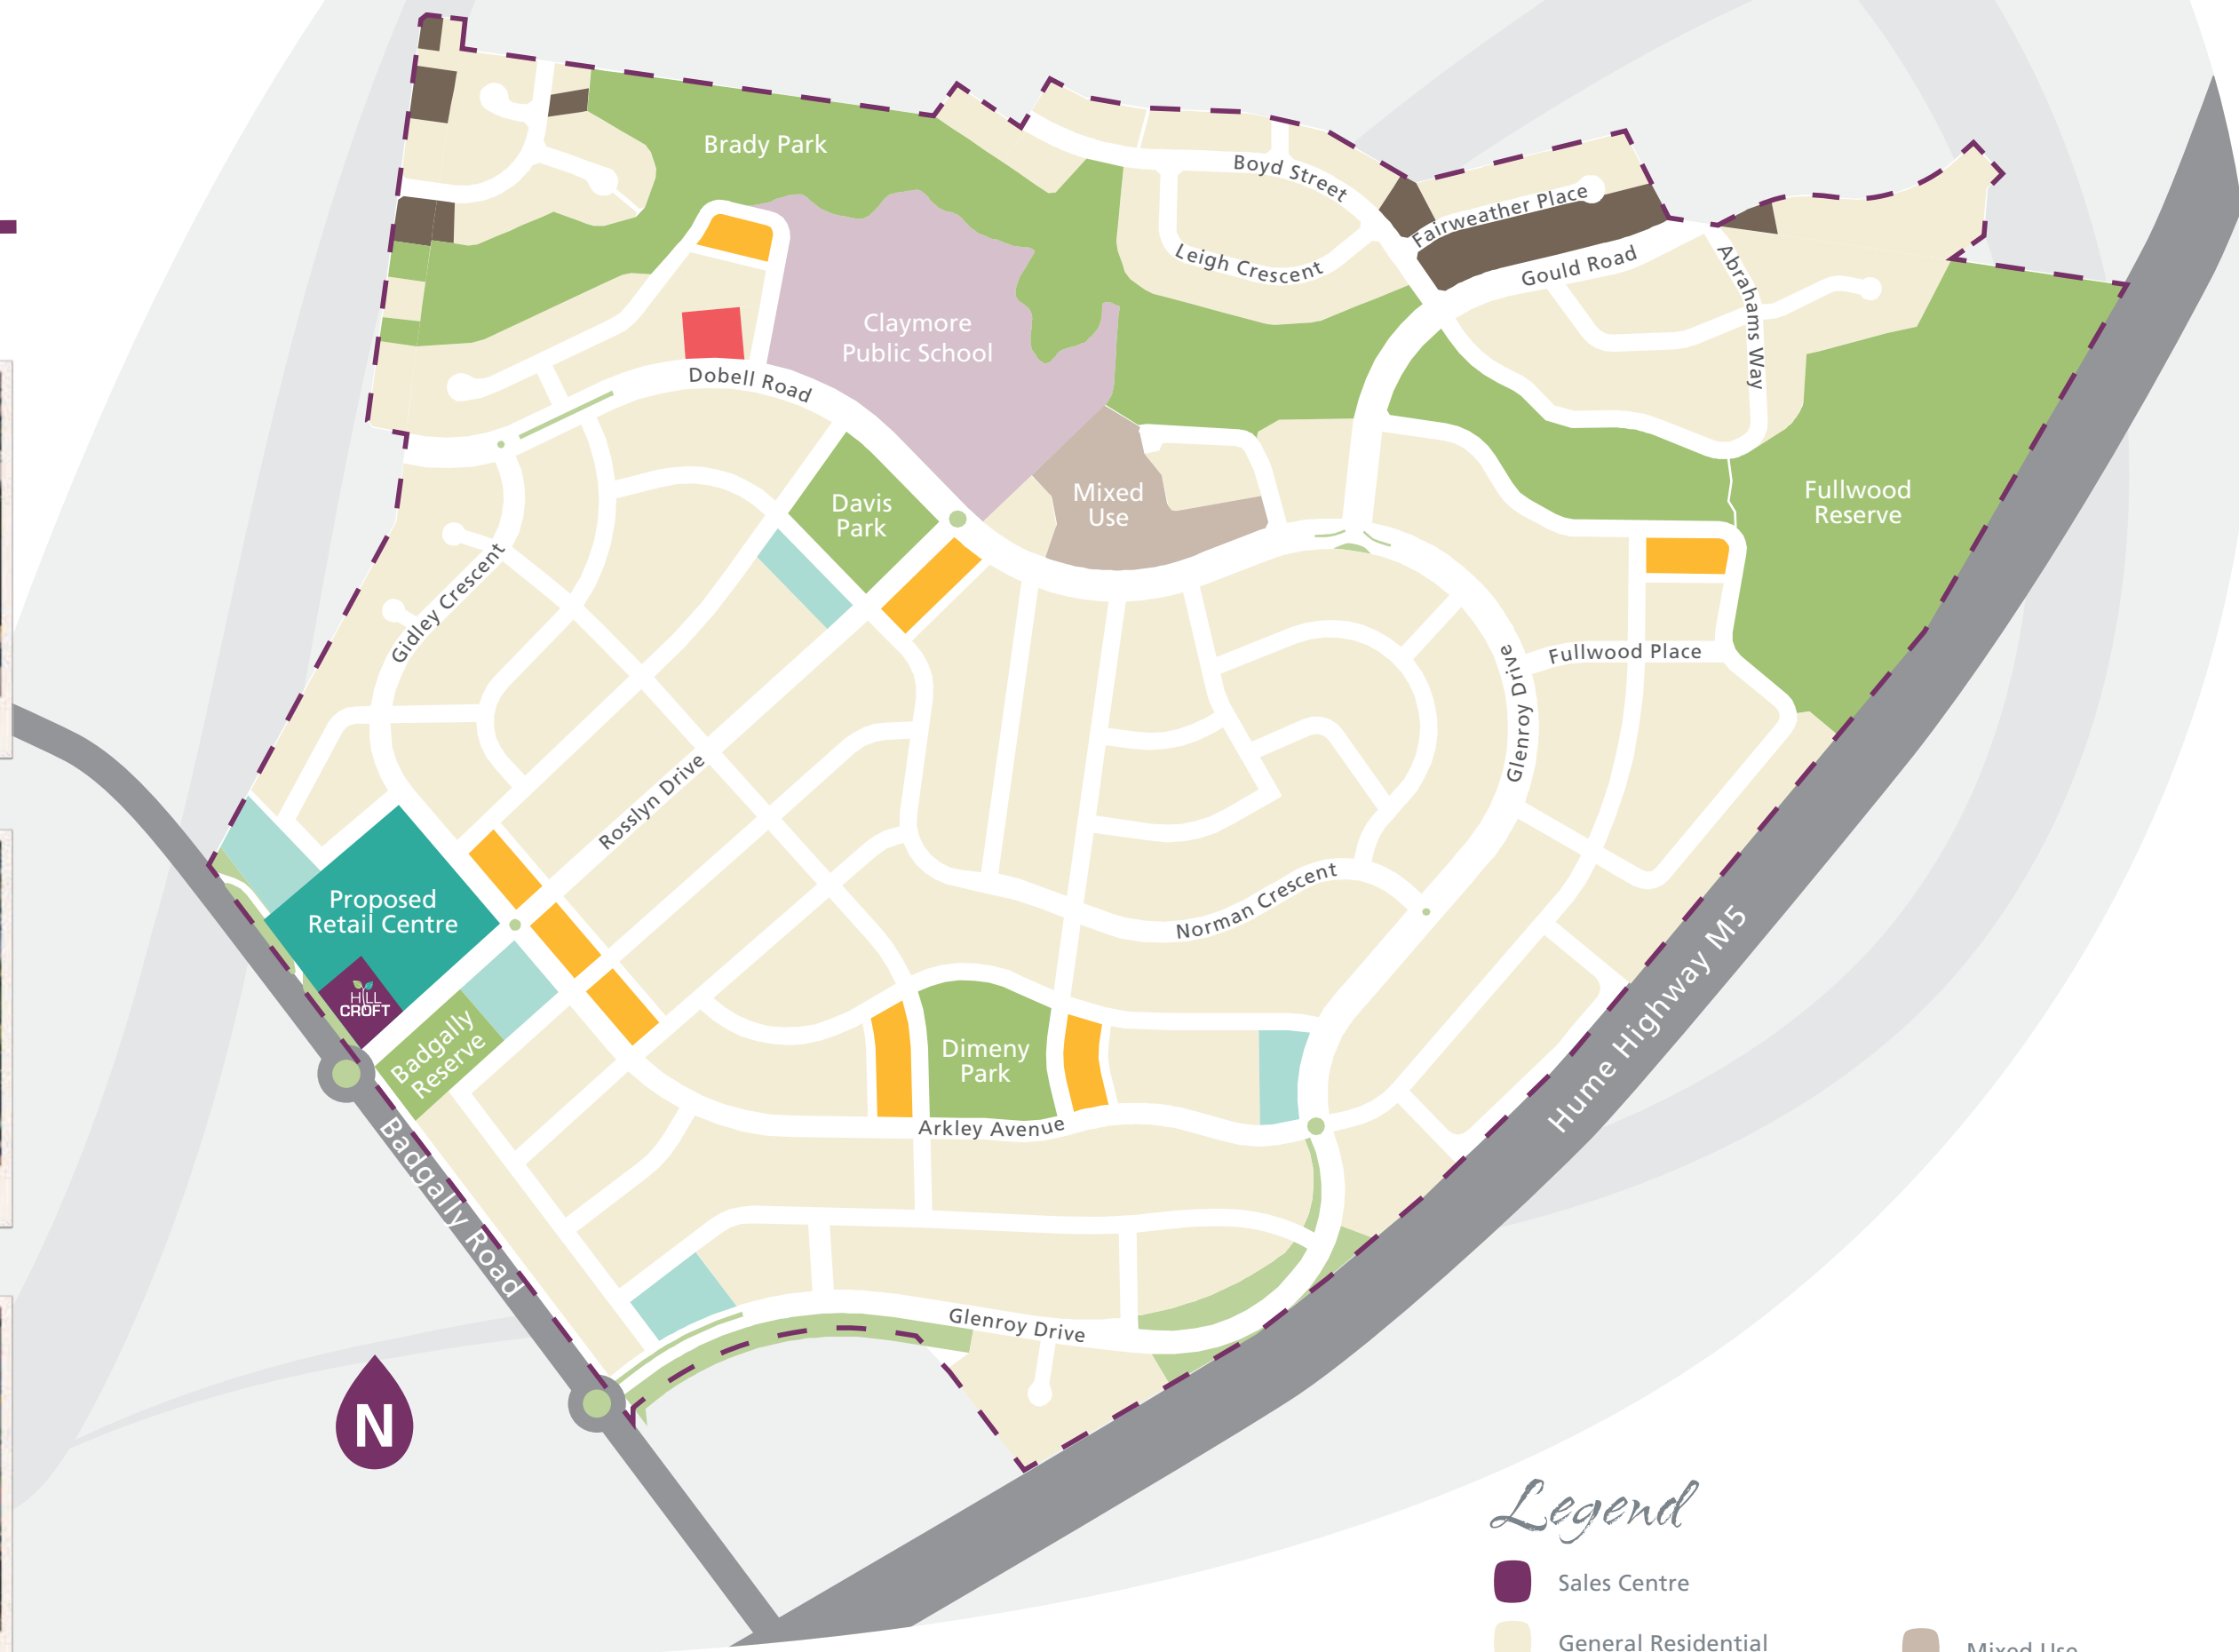 Brady Park
Boyd Street
Fairweather Place
Leigh Crescent
Gould Road
Abrahams Way
Claymore
Public School
Dobell Road
Davis
Park
Mixed
Use
Fullwood
Reserve
Gidley Crescent
Fullwood Place
Glenroy Drive
Rosslyn Drive
Proposed
Retail Centre
Norman Crescent
Hume Highway M5
HILL
CROFT
Badgally
Reserve
Dimeny
Park
Arkley Avenue
Badgally Road
Glenroy Drive
N
Legend
Sales Centre
General Residential
Mixed Use